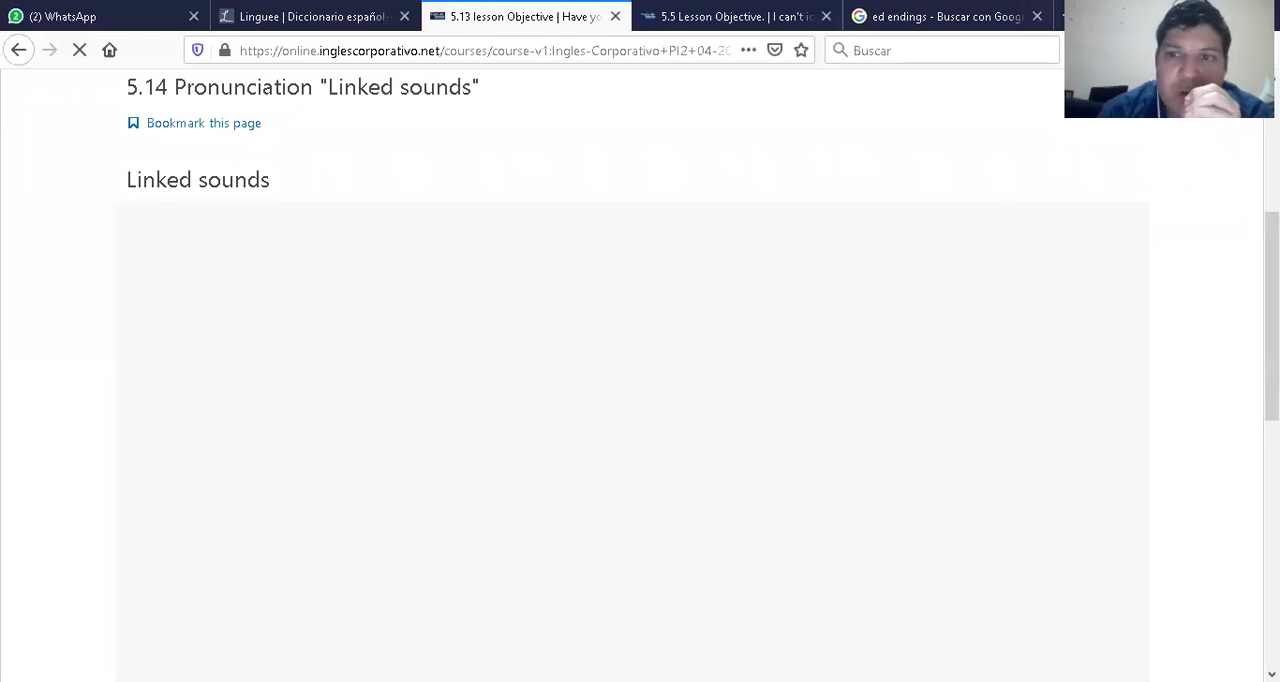 (2) WhatsApp
Linguee | Diccionario español-
5.13 lesson Objective | Have yo
5.5 Lesson Objective. | I can't i
ed endings - Buscar con Goog
https://online.inglescorporativo.net/courses/course-v1:Ingles-Corporativo+PI2+04-20
Buscar
5.14 Pronunciation "Linked sounds"
Bookmark this page
Linked sounds